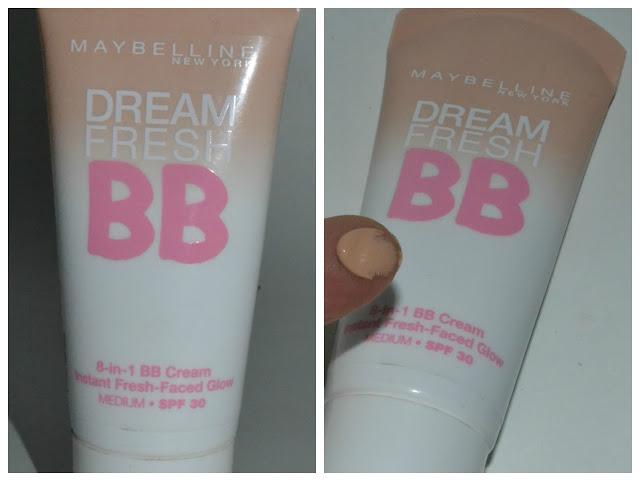 MAYBELLINE
NEW YORK
DREAM
FRESH
BB
8-in-1 BB Cream
Instant Fresh-Faced Glow
MEDIUM • SPF 30
MAYBELLINE
NEW YORK
DREAM
FRESH
BB
8-in-1 BB Cream
Instant Fresh-Faced Glow
MEDIUM • SPF 30